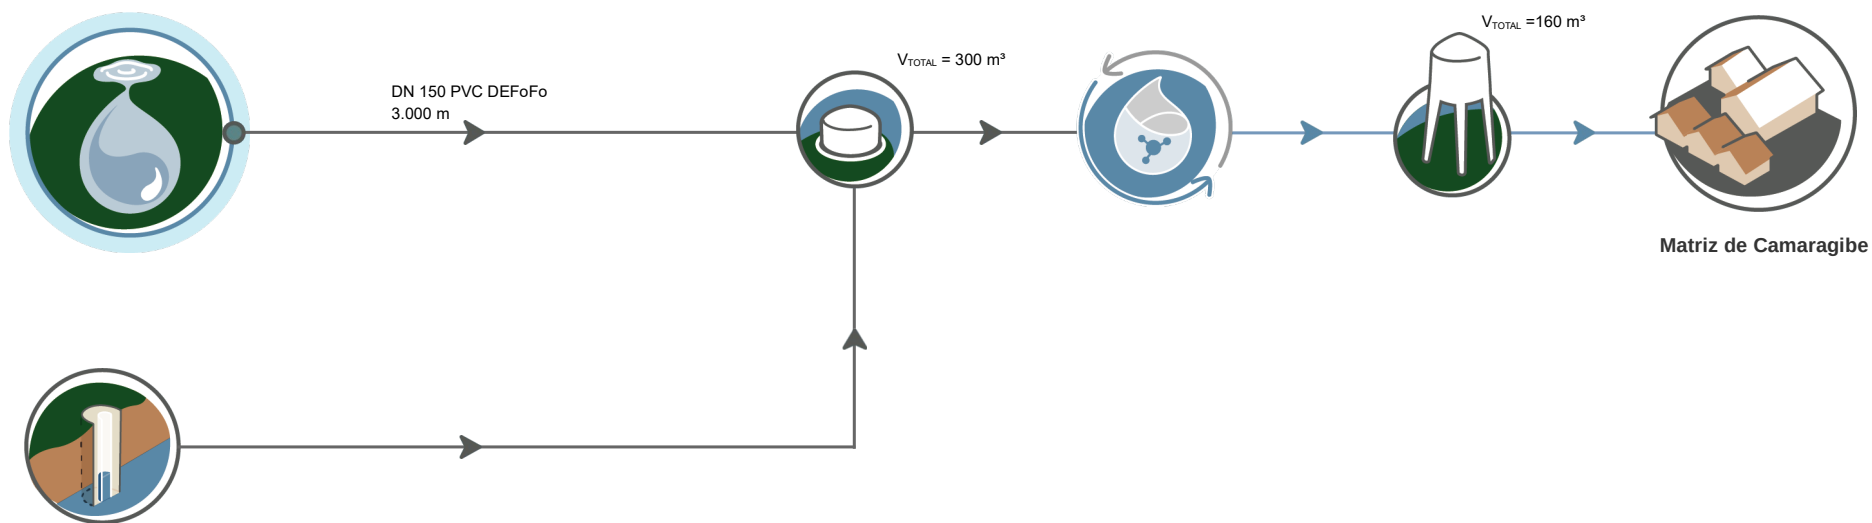 V_TOTAL =160 m³
V_TOTAL = 300 m³
DN 150 PVC DEFoFo
3.000 m
Matriz de Camaragibe